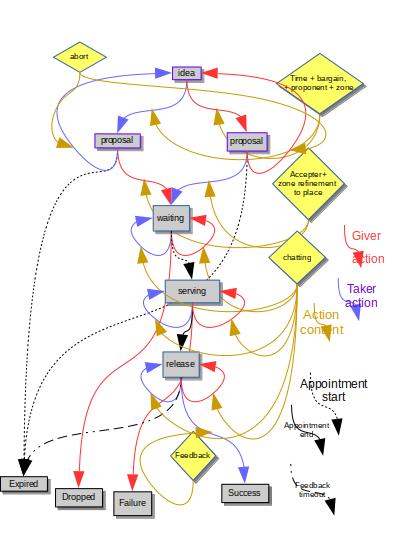 abort
idea
Time + bargain,
+ proponent + zone
proposal
proposal
Accepter+
zone refinement
to place
waiting
Giver
action
chatting
serving
Taker
action
Action
content
release
Appointment
start
Appointment
end
Feedback
Feedback
timeout
Expired
Dropped
Failure
Success